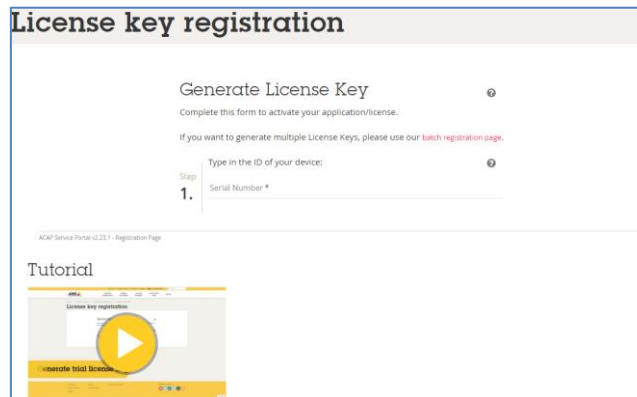 License key registration
Generate License Key
Complete this form to activate your application/license.
If you want to generate multiple License Keys, please use our batch registration page.
Type in the ID of your device:
Step
1.
Serial Number *
ACAP Service Portal v2.23.1 - Registration Page
Tutorial
License key registration
Generate trial license